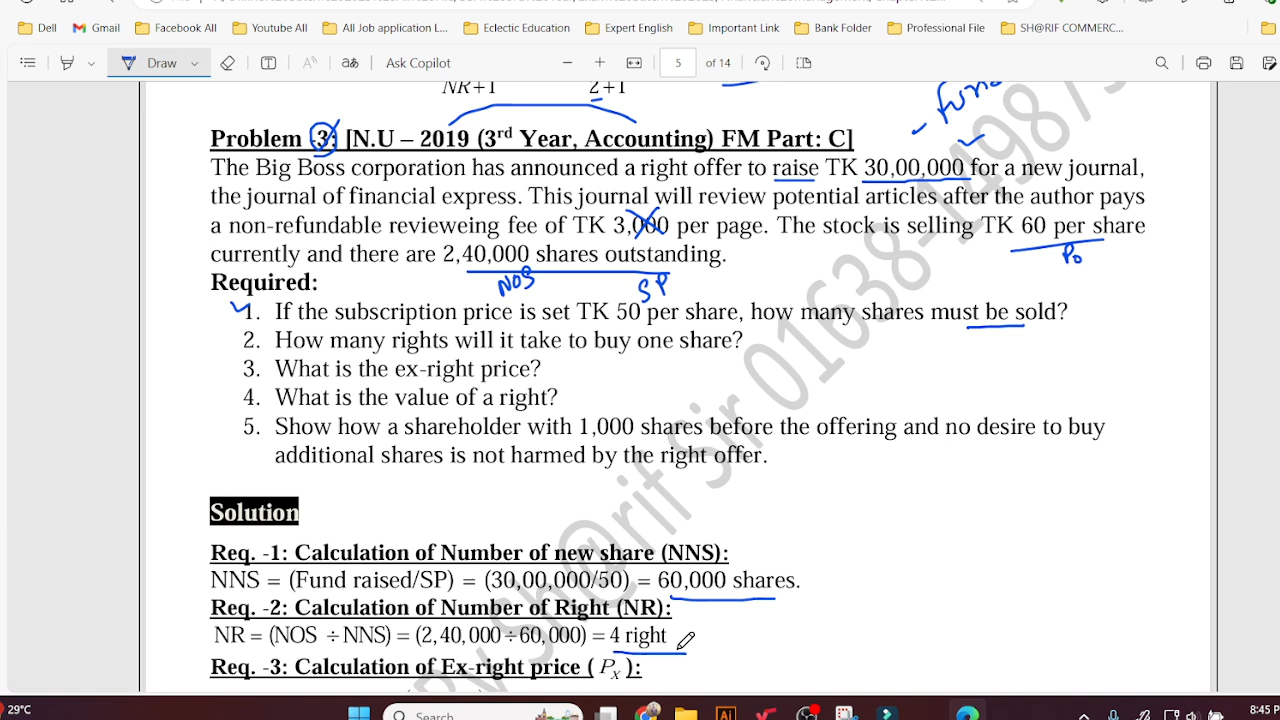 Dell Gmail Facebook All Youtube All All Job application L... Eclectic Education Expert English Important Link Bank Folder Professional File SH@RIF COMMERC...
Draw Ask Copilot 5 of 14
NR+1 2+1
Problem -3: [N.U – 2019 (3rd Year, Accounting) FM Part: C]
The Big Boss corporation has announced a right offer to raise TK 30,00,000 for a new journal,
the journal of financial express. This journal will review potential articles after the author pays
a non-refundable revieweing fee of TK 3,000 per page. The stock is selling TK 60 per share
currently and there are 2,40,000 shares outstanding.
P₀
Required:
NOS SP
1. If the subscription price is set TK 50 per share, how many shares must be sold?
2. How many rights will it take to buy one share?
3. What is the ex-right price?
4. What is the value of a right?
5. Show how a shareholder with 1,000 shares before the offering and no desire to buy
additional shares is not harmed by the right offer.
Solution
Req. -1: Calculation of Number of new share (NNS):
NNS = (Fund raised/SP) = (30,00,000/50) = 60,000 shares.
Req. -2: Calculation of Number of Right (NR):
NR = (NOS ÷ NNS) = (2,40,000 ÷ 60,000) = 4 right
Req. -3: Calculation of Ex-right price ( Pₓ ):
Sh@rif Sir 01638-1498
29°C Search 8:45 P